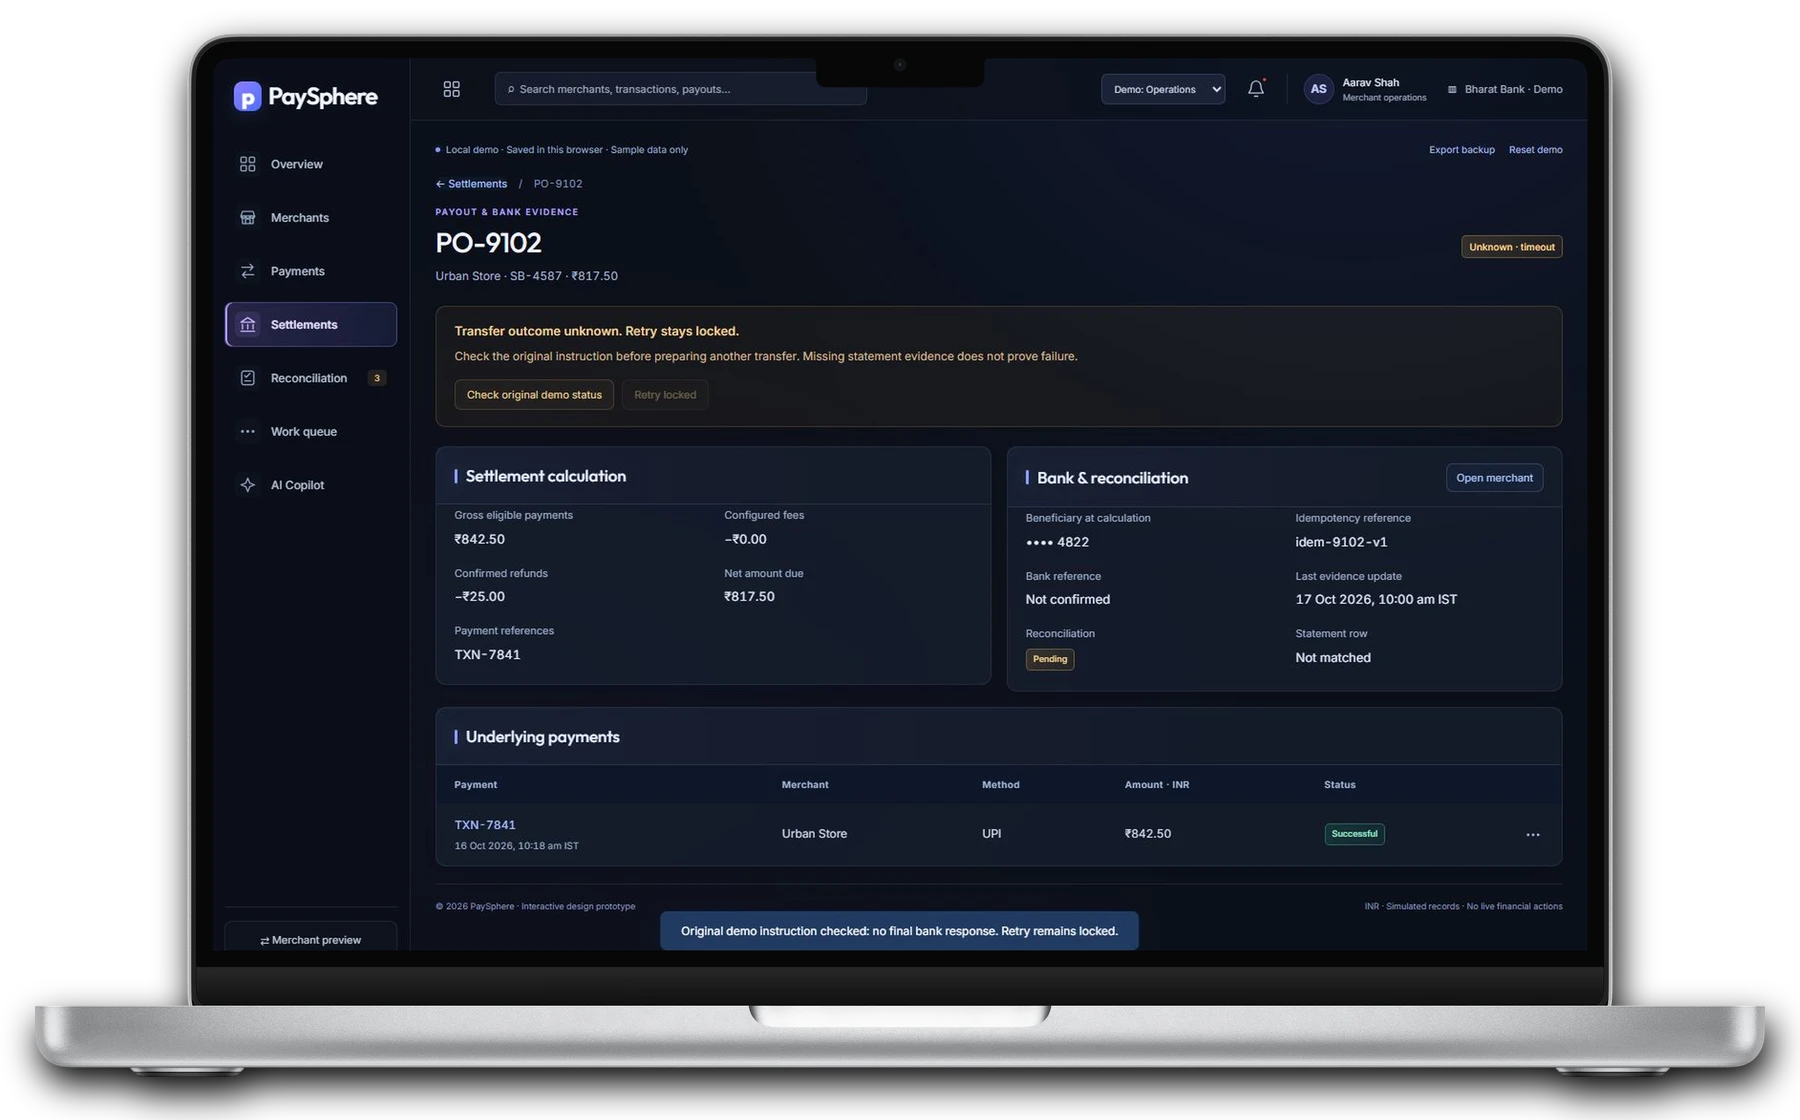 PaySphere
Search merchants, transactions, payouts...
Demo: Operations
AS
Aarav Shah
Merchant operations
Bharat Bank · Demo
Overview
Merchants
Payments
Settlements
Reconciliation 3
Work queue
AI Copilot
⇄ Merchant preview
Local demo · Saved in this browser · Sample data only
Export backup Reset demo
← Settlements / PO-9102
PAYOUT & BANK EVIDENCE
PO-9102
Unknown · timeout
Urban Store · SB-4587 · ₹817.50
Transfer outcome unknown. Retry stays locked.
Check the original instruction before preparing another transfer. Missing statement evidence does not prove failure.
Check original demo status Retry locked
Settlement calculation
Gross eligible payments Configured fees
₹842.50 −₹0.00
Confirmed refunds Net amount due
−₹25.00 ₹817.50
Payment references
TXN-7841
Bank & reconciliation Open merchant
Beneficiary at calculation Idempotency reference
•••• 4822 idem-9102-v1
Bank reference Last evidence update
Not confirmed 17 Oct 2026, 10:00 am IST
Reconciliation Statement row
Pending Not matched
Underlying payments
Payment Merchant Method Amount · INR Status
TXN-7841 Urban Store UPI ₹842.50 Successful
16 Oct 2026, 10:18 am IST
© 2026 PaySphere · Interactive design prototype
INR · Simulated records · No live financial actions
Original demo instruction checked: no final bank response. Retry remains locked.